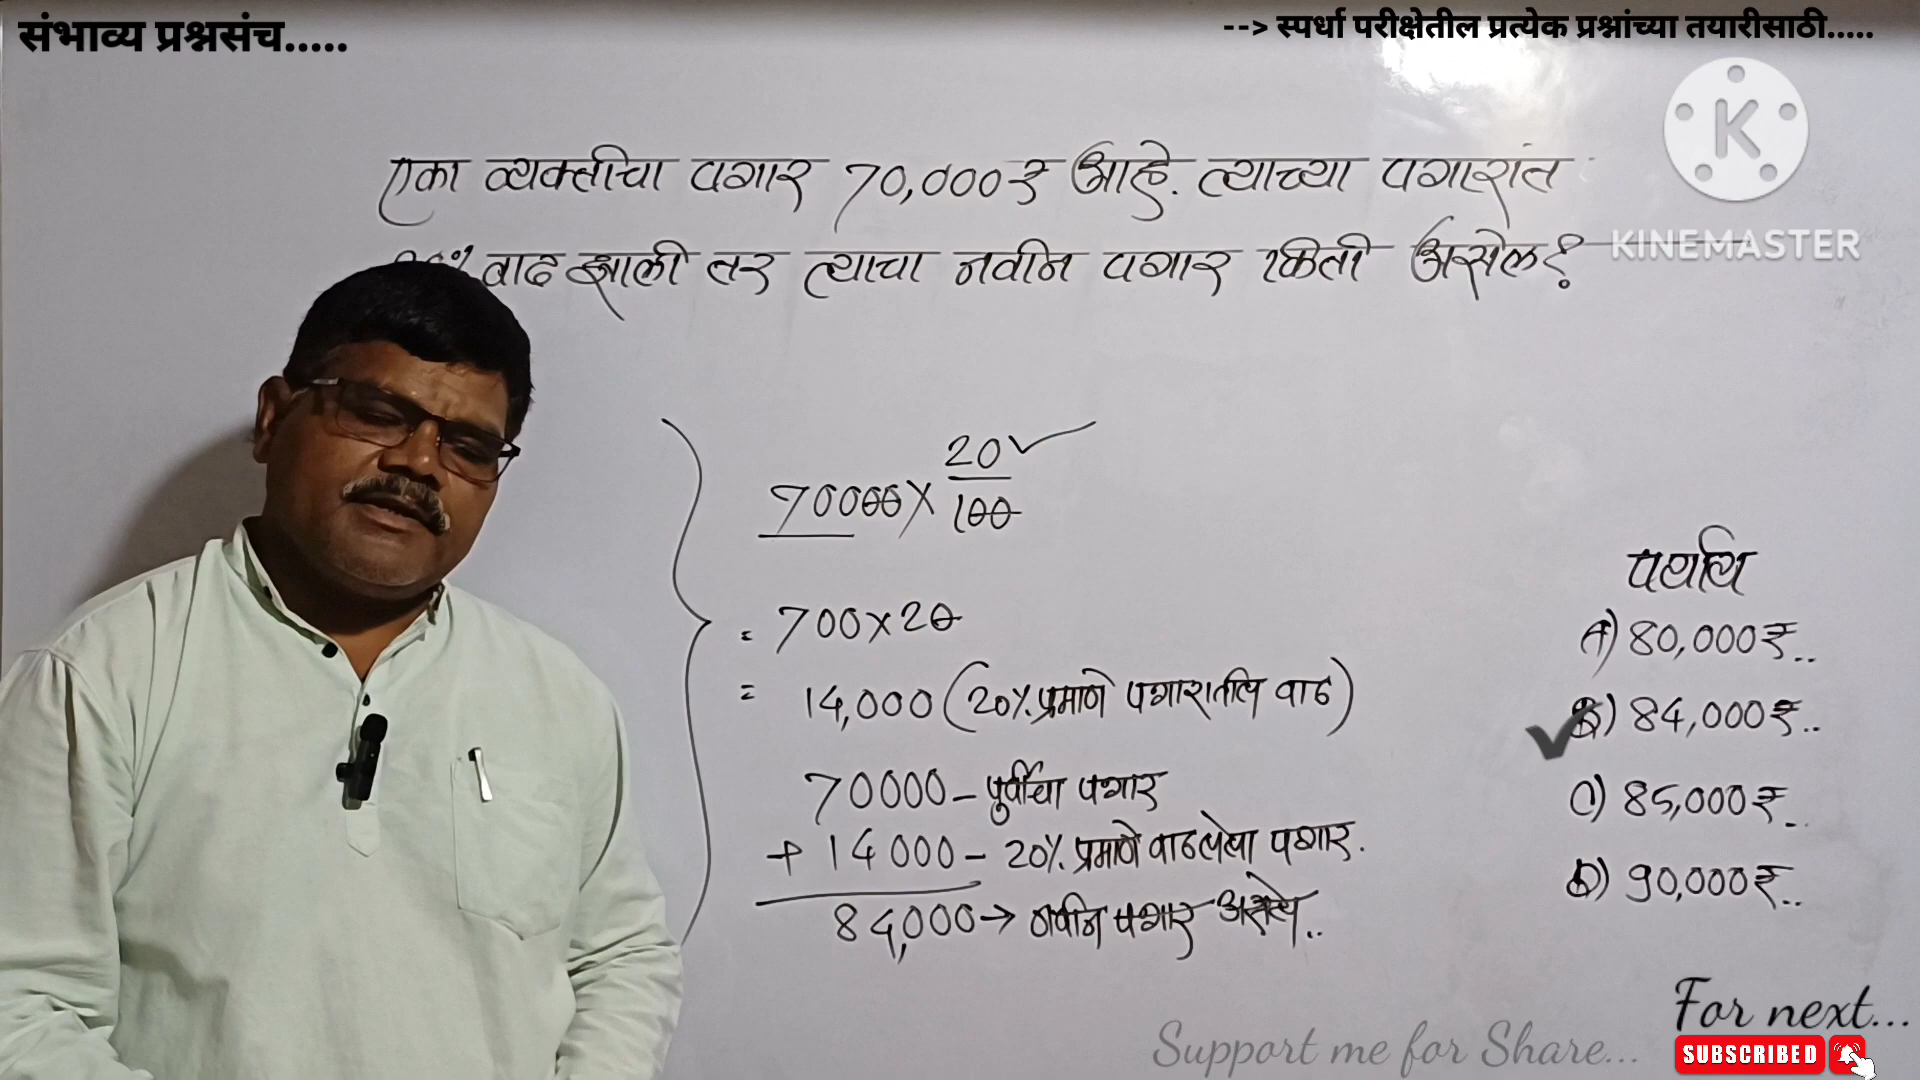 संभाव्य प्रश्नसंच.....
--> स्पर्धा परीक्षेतील प्रत्येक प्रश्नांच्या तयारीसाठी.....
KINEMASTER
एका व्यक्तीचा पगार 70,000₹ आहे. त्याच्या पगारांत
वाढ झाली तर त्याचा नवीन पगार किती असेल?
70000 × 20/100
= 700×20
= 14,000 (20% प्रमाणे पगारातील वाढ)
70000 – पुर्वीचा पगार
+ 14000 – 20% प्रमाणे वाढलेला पगार.
84,000 → नवीन पगार असेल..
पर्याय
A) 80,000₹..
B) 84,000₹..
C) 85,000₹..
D) 90,000₹..
For next...
Support me for Share...
SUBSCRIBED